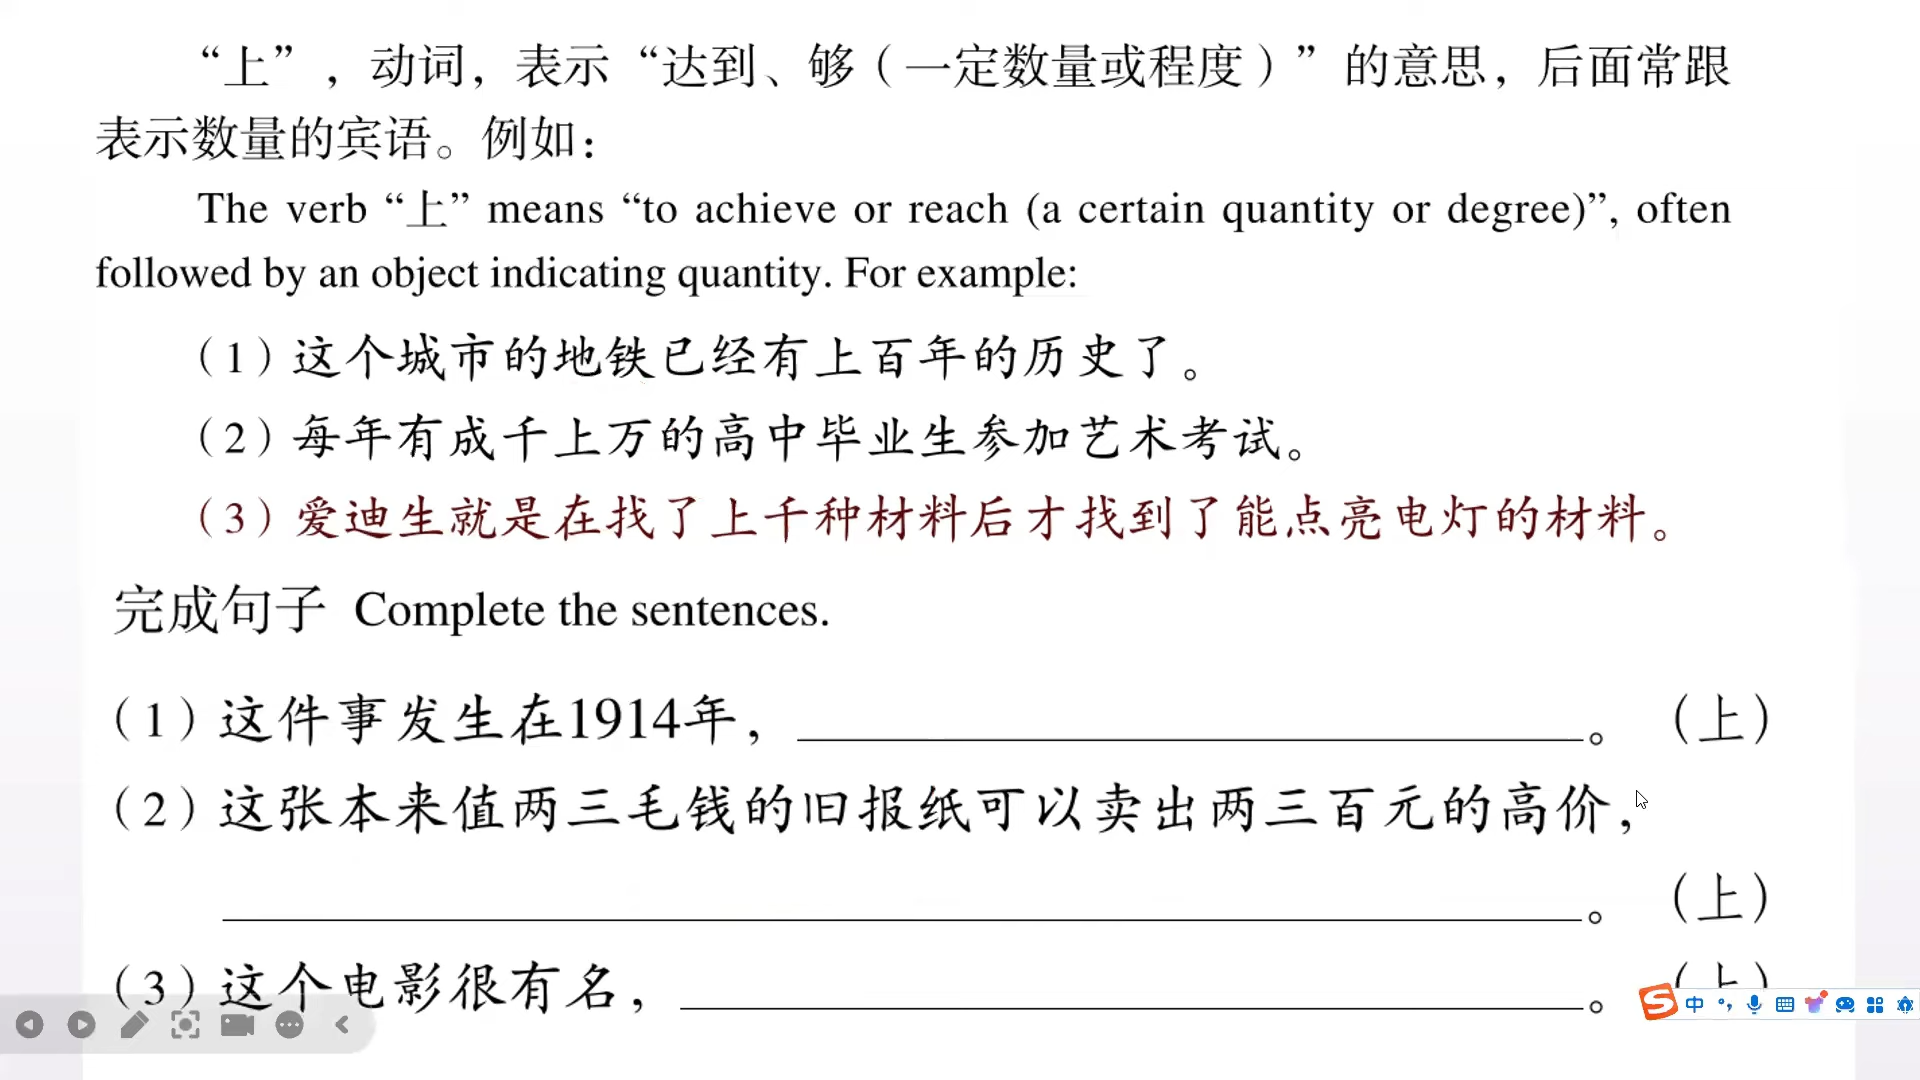 “上”，动词，表示“达到、够（一定数量或程度）”的意思，后面常跟
表示数量的宾语。例如：
The verb “上” means “to achieve or reach (a certain quantity or degree)”, often
followed by an object indicating quantity. For example:
（1）这个城市的地铁已经有上百年的历史了。
（2）每年有成千上万的高中毕业生参加艺术考试。
（3）爱迪生就是在找了上千种材料后才找到了能点亮电灯的材料。
完成句子 Complete the sentences.
（1）这件事发生在1914年，______________________。（上）
（2）这张本来值两三毛钱的旧报纸可以卖出两三百元的高价，
______________________。（上）
（3）这个电影很有名，______________________。（上）
中